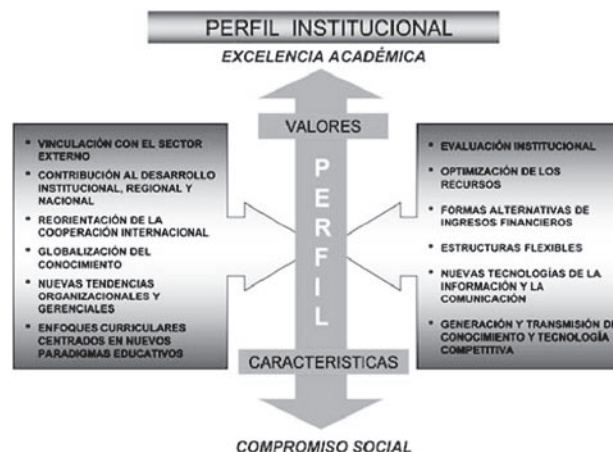 PERFIL INSTITUCIONAL
EXCELENCIA ACADÉMICA
VALORES
• VINCULACIÓN CON EL SECTOR
EXTERNO
• CONTRIBUCIÓN AL DESARROLLO
INSTITUCIONAL, REGIONAL Y
NACIONAL
• REORIENTACIÓN DE LA
COOPERACIÓN INTERNACIONAL
• GLOBALIZACIÓN DEL
CONOCIMIENTO
• NUEVAS TENDENCIAS
ORGANIZACIONALES Y
GERENCIALES
• ENFOQUES CURRICULARES
CENTRADOS EN NUEVOS
PARADIGMAS EDUCATIVOS
PERFIL
• EVALUACIÓN INSTITUCIONAL
• OPTIMIZACIÓN DE LOS
RECURSOS
• FORMAS ALTERNATIVAS DE
INGRESOS FINANCIEROS
• ESTRUCTURAS FLEXIBLES
• NUEVAS TECNOLOGÍAS DE LA
INFORMACIÓN Y LA
COMUNICACIÓN
• GENERACIÓN Y TRANSMISIÓN DE
CONOCIMIENTO Y TECNOLOGÍA
COMPETITIVA
CARACTERISTICAS
COMPROMISO SOCIAL